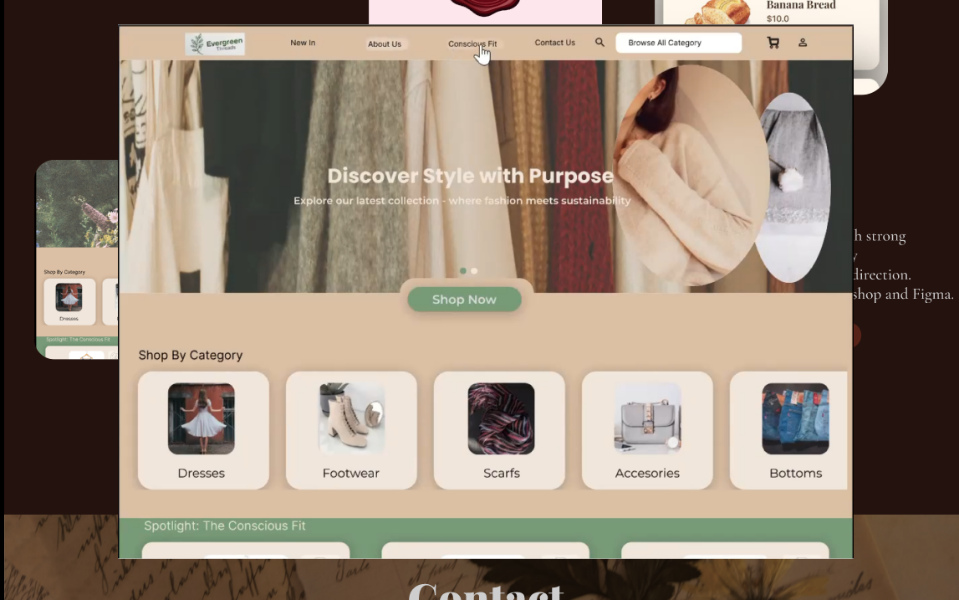 Banana Bread
$10.0
Evergreen
Threads
New In
About Us
Conscious Fit
Contact Us
Browse All Category
Discover Style with Purpose
Explore our latest collection - where fashion meets sustainability
h strong
y
direction.
shop and Figma.
Shop Now
Shop By Category
Dresses
Spotlight: The Conscious Fit
Shop By Category
Dresses
Footwear
Scarfs
Accesories
Bottoms
Spotlight: The Conscious Fit
Contact